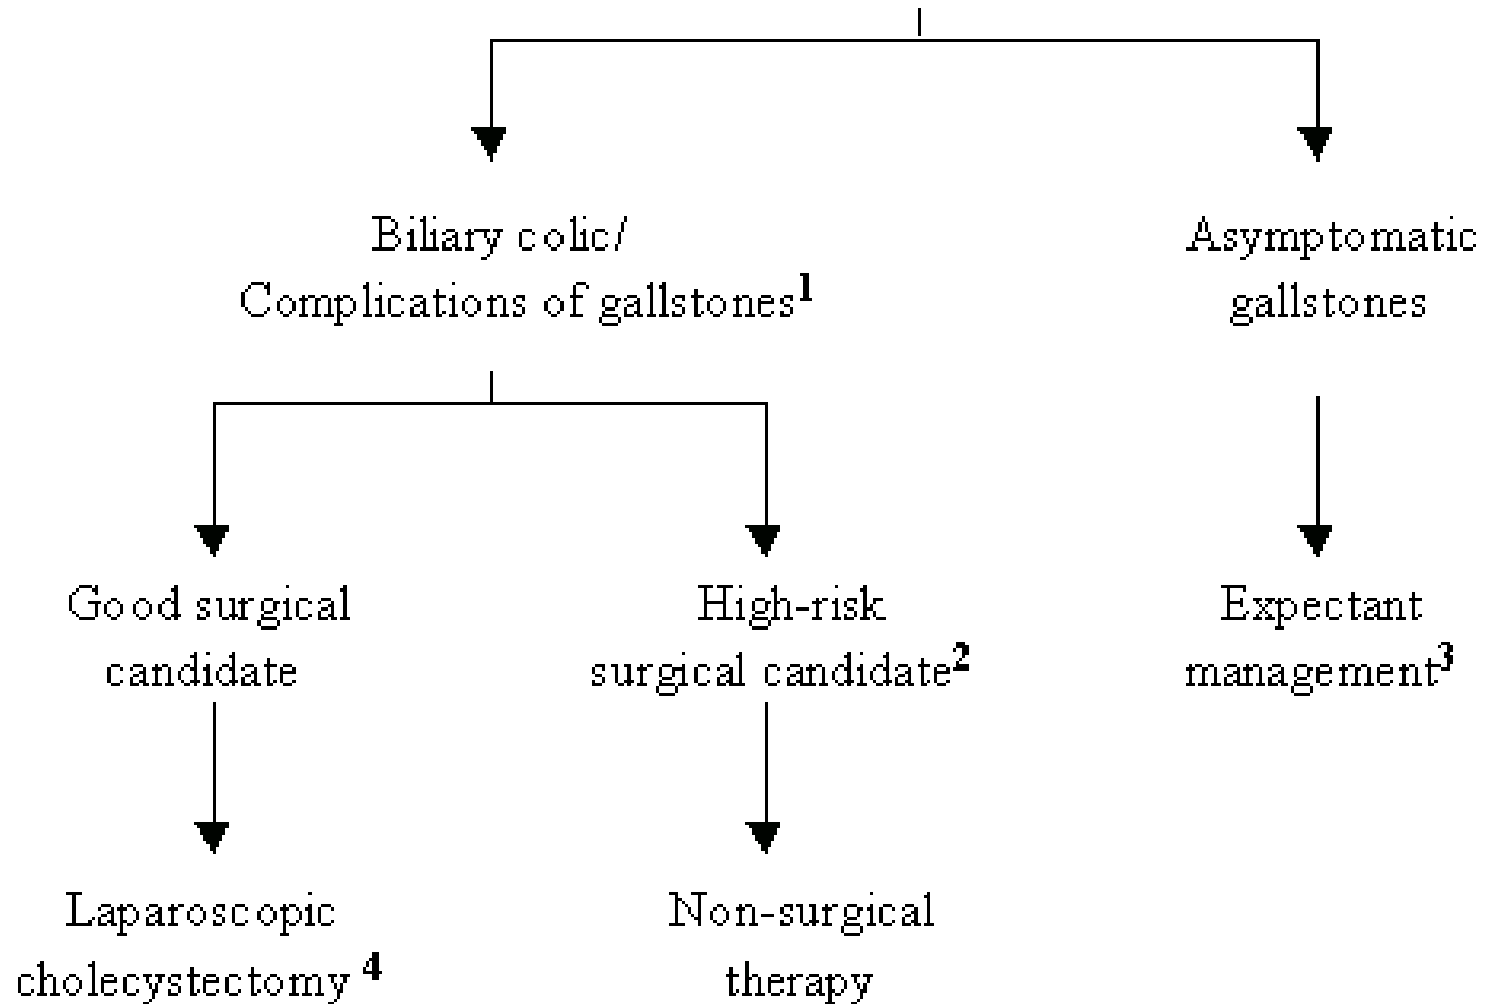 Biliary colic/
Complications of gallstones1
Asymptomatic
gallstones
Good surgical
candidate
High-risk
surgical candidate2
Expectant
management3
Laparoscopic
cholecystectomy 4
Non-surgical
therapy